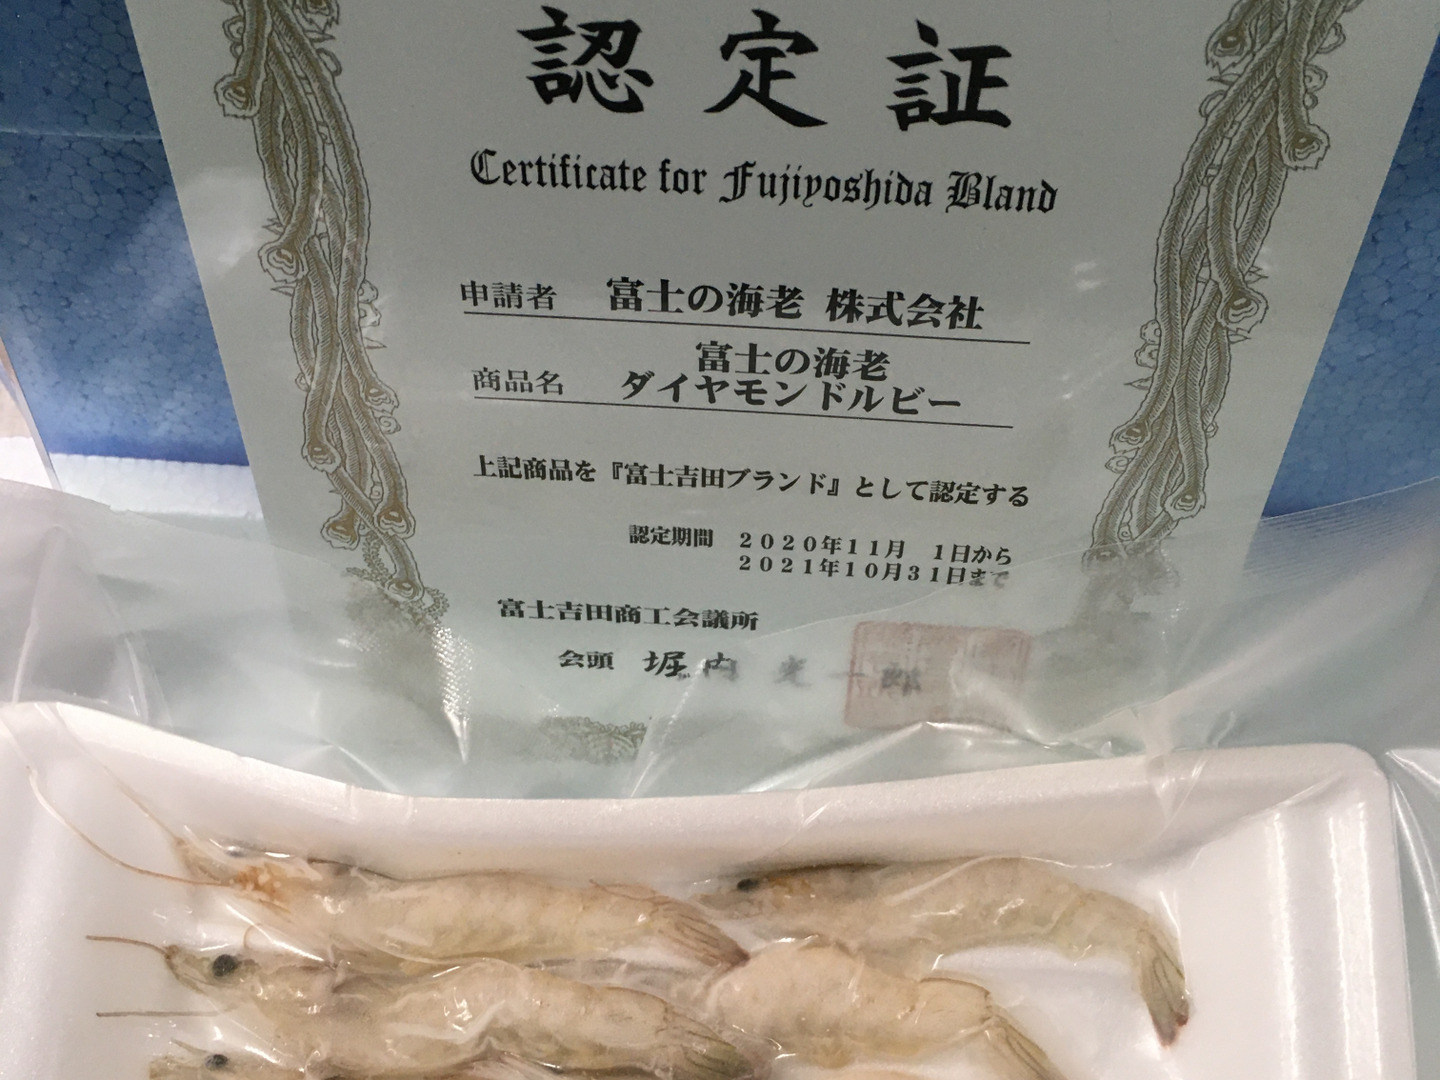 認定証
Certificate for Fujiyoshida Bland
申請者 富士の海老 株式会社
富士の海老
商品名 ダイヤモンドルビー
上記商品を『富士吉田ブランド』として認定する
認定期間 2020年11月 1日から
2021年10月31日まで
富士吉田商工会議所
会頭 堀内光一郎